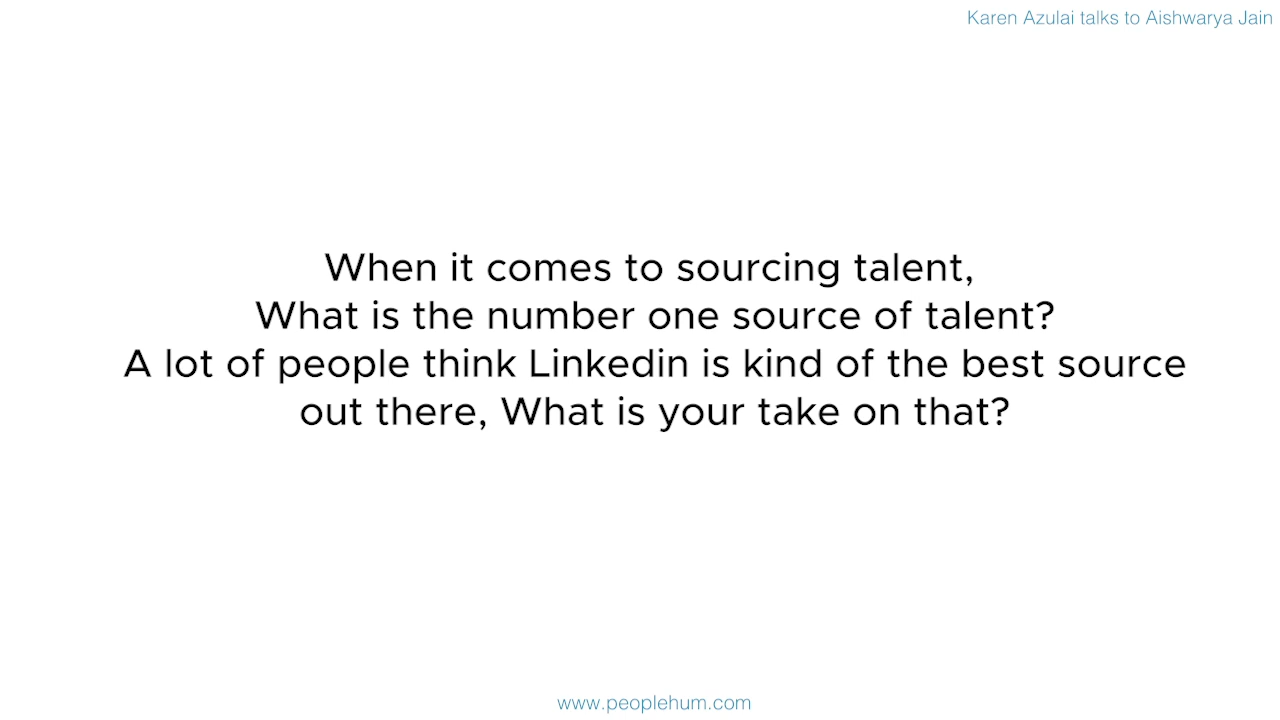 Karen Azulai talks to Aishwarya Jain
When it comes to sourcing talent,
What is the number one source of talent?
A lot of people think Linkedin is kind of the best source
out there, What is your take on that?
www.peoplehum.com